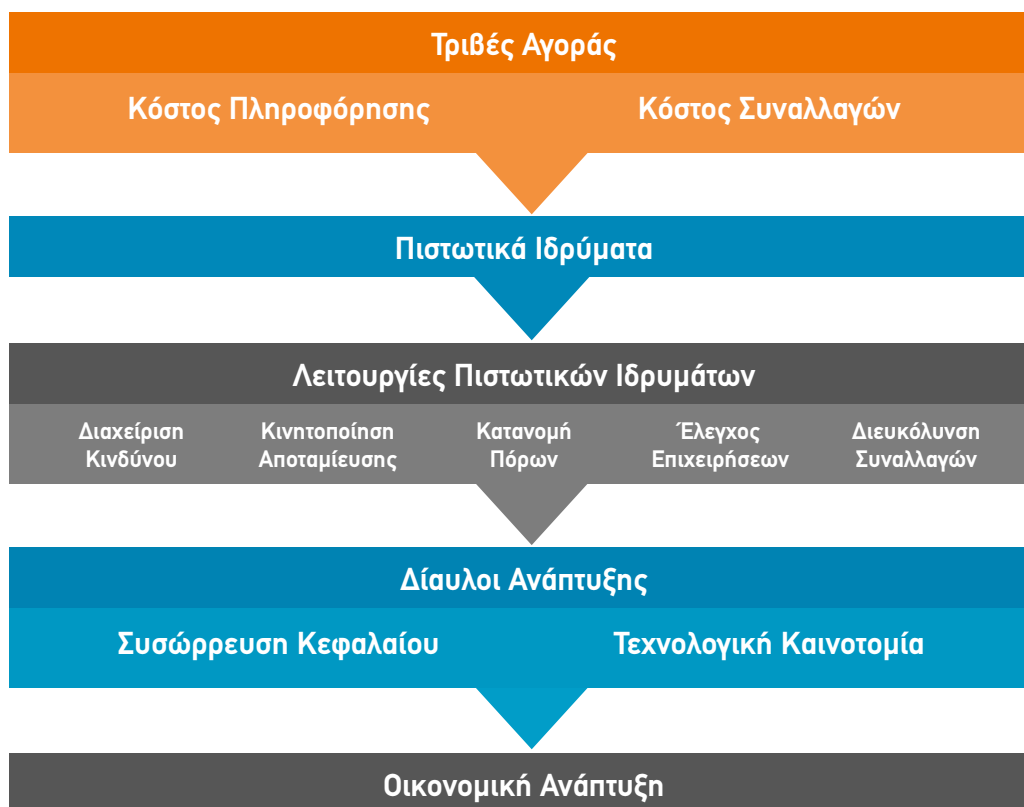 Τριβές Αγοράς
Κόστος Πληροφόρησης Κόστος Συναλλαγών
Πιστωτικά Ιδρύματα
Λειτουργίες Πιστωτικών Ιδρυμάτων
Διαχείριση Κινδύνου
Κινητοποίηση Αποταμίευσης
Κατανομή Πόρων
Έλεγχος Επιχειρήσεων
Διευκόλυνση Συναλλαγών
Δίαυλοι Ανάπτυξης
Συσώρρευση Κεφαλαίου Τεχνολογική Καινοτομία
Οικονομική Ανάπτυξη